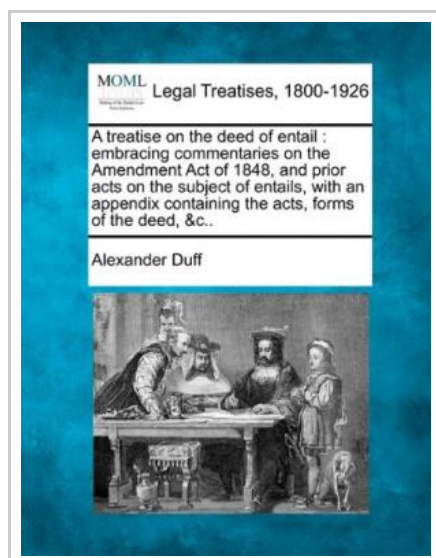 MOML
Legal Treatises, 1800-1926
A treatise on the deed of entail :
embracing commentaries on the
Amendment Act of 1848, and prior
acts on the subject of entails, with an
appendix containing the acts, forms
of the deed, &c..
Alexander Duff